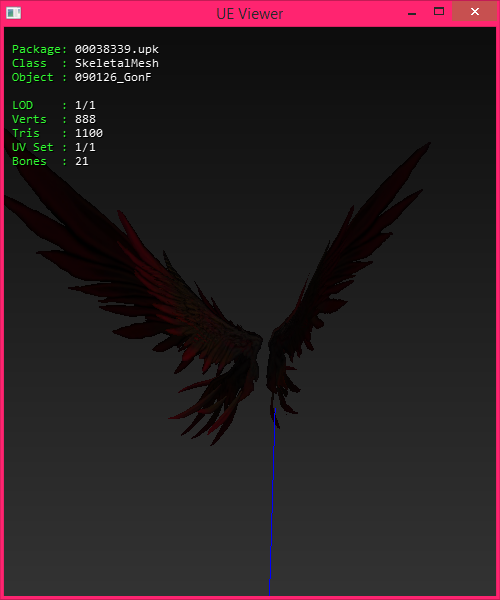 UE Viewer
Package: 00038339.upk
Class : SkeletalMesh
Object : 090126_GonF
LOD : 1/1
Verts : 888
Tris : 1100
UV Set : 1/1
Bones : 21